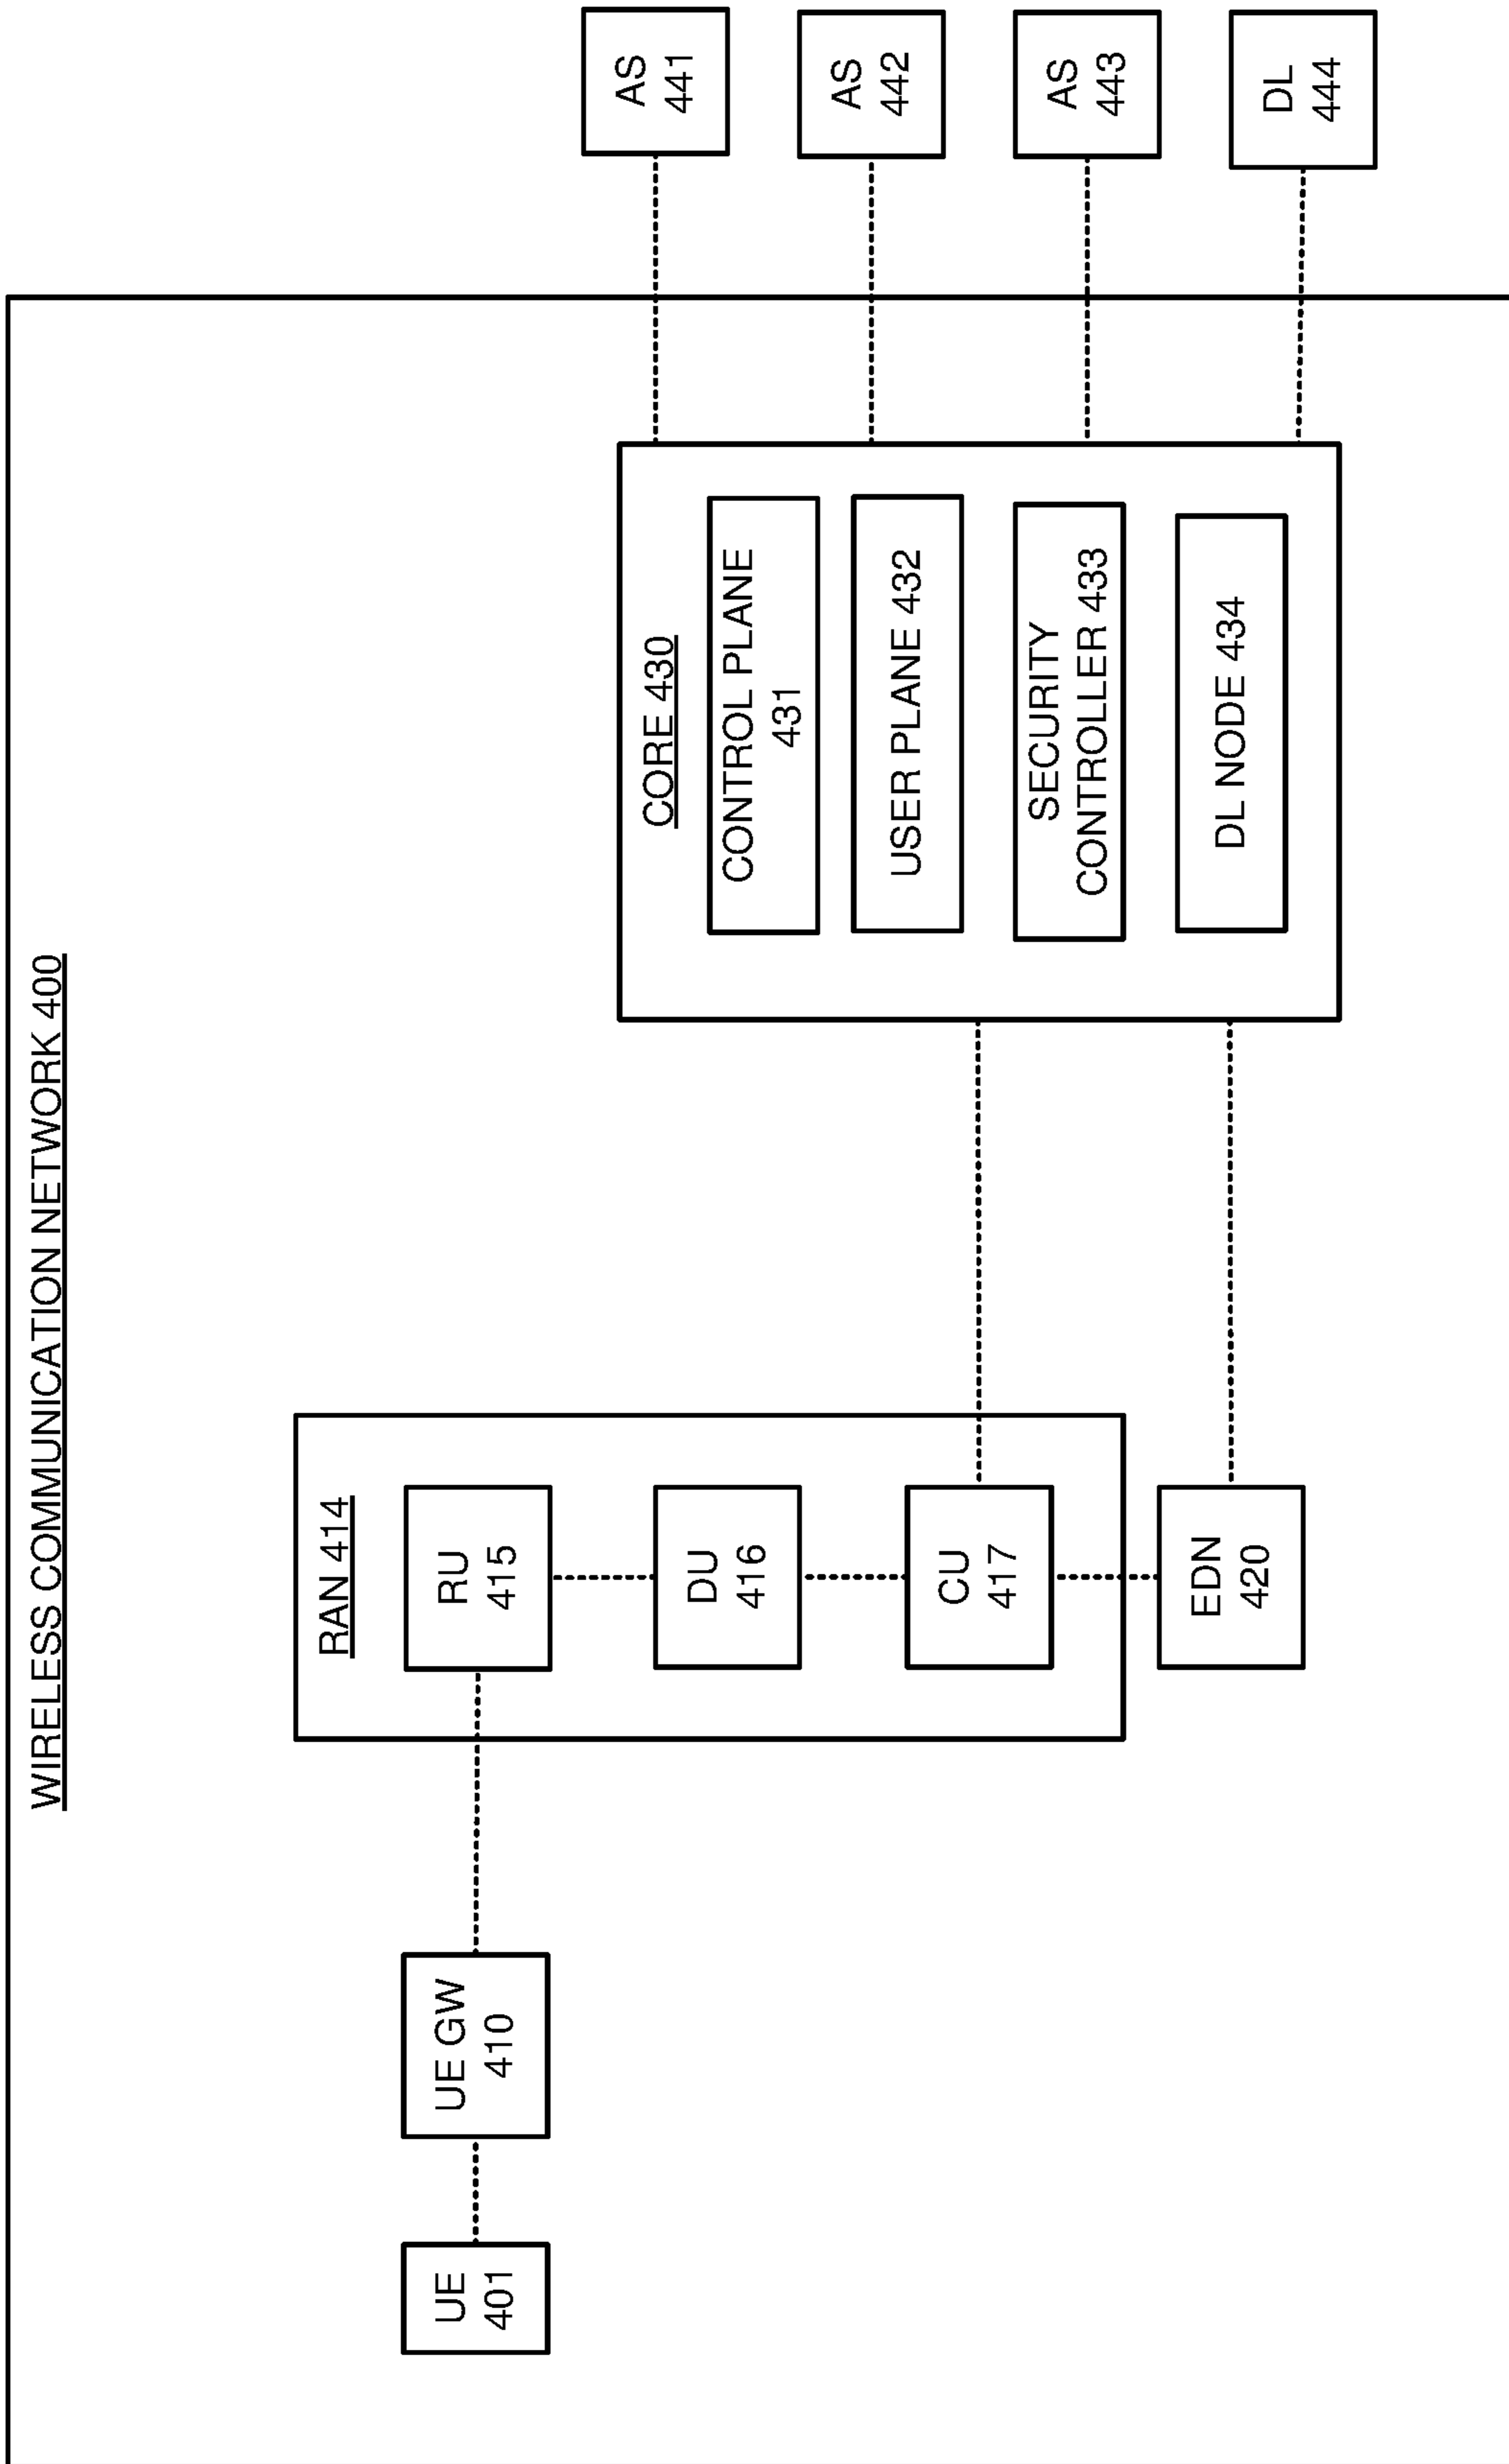 WIRELESS COMMUNICATION NETWORK 400
UE
401
UE GW
410
RAN 414
RU
415
DU
416
CU
417
EDN
420
CORE 430
CONTROL PLANE
431
USER PLANE 432
SECURITY
CONTROLLER 433
DL NODE 434
AS
441
AS
442
AS
443
DL
444